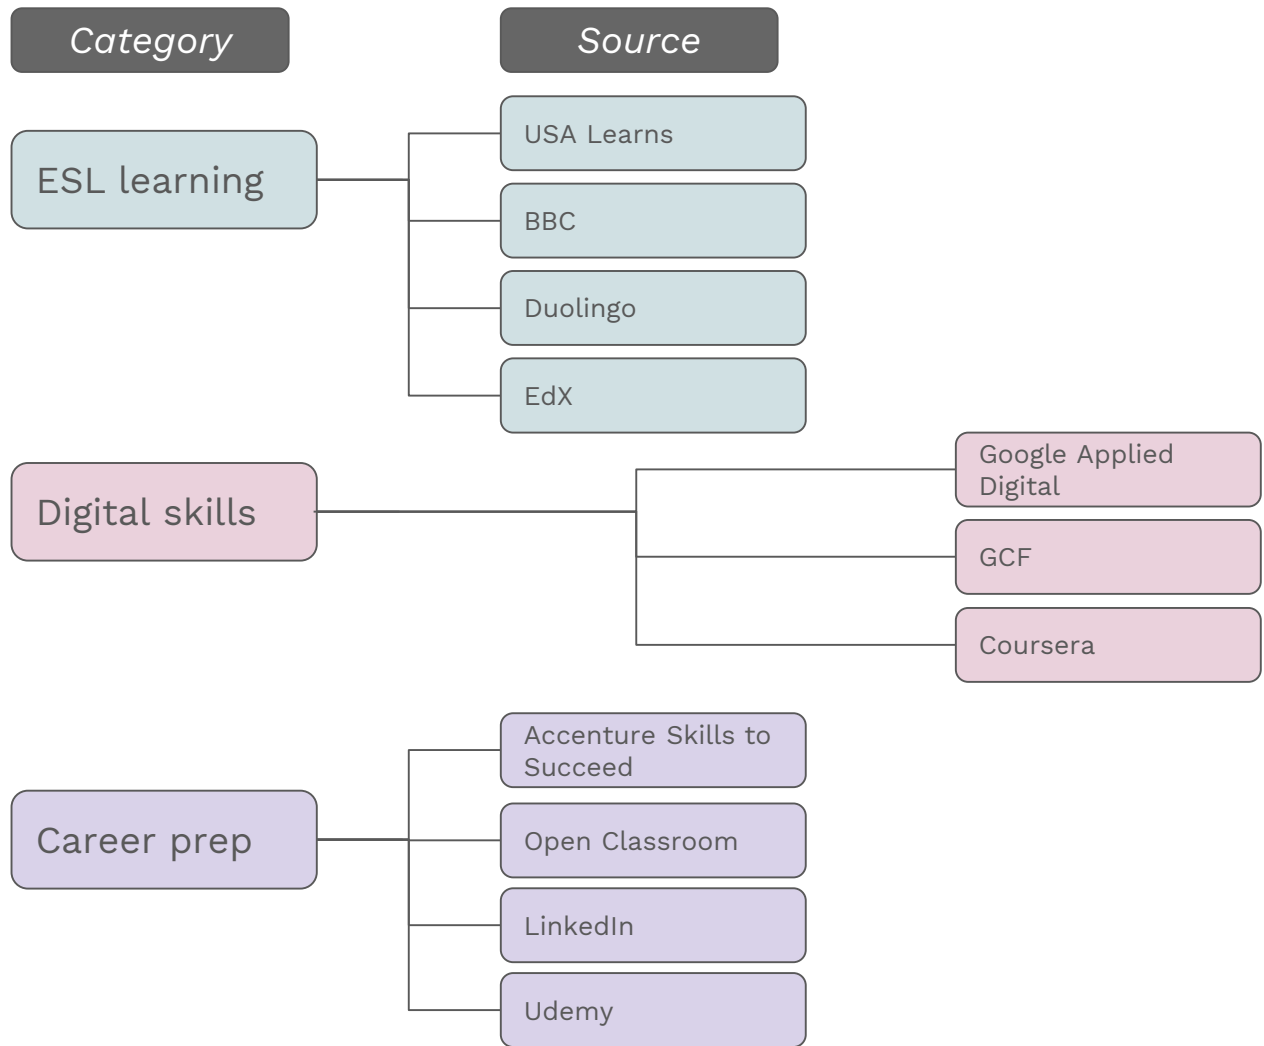 Category
Source
ESL learning
USA Learns
BBC
Duolingo
EdX
Digital skills
Google Applied
Digital
GCF
Coursera
Career prep
Accenture Skills to
Succeed
Open Classroom
LinkedIn
Udemy